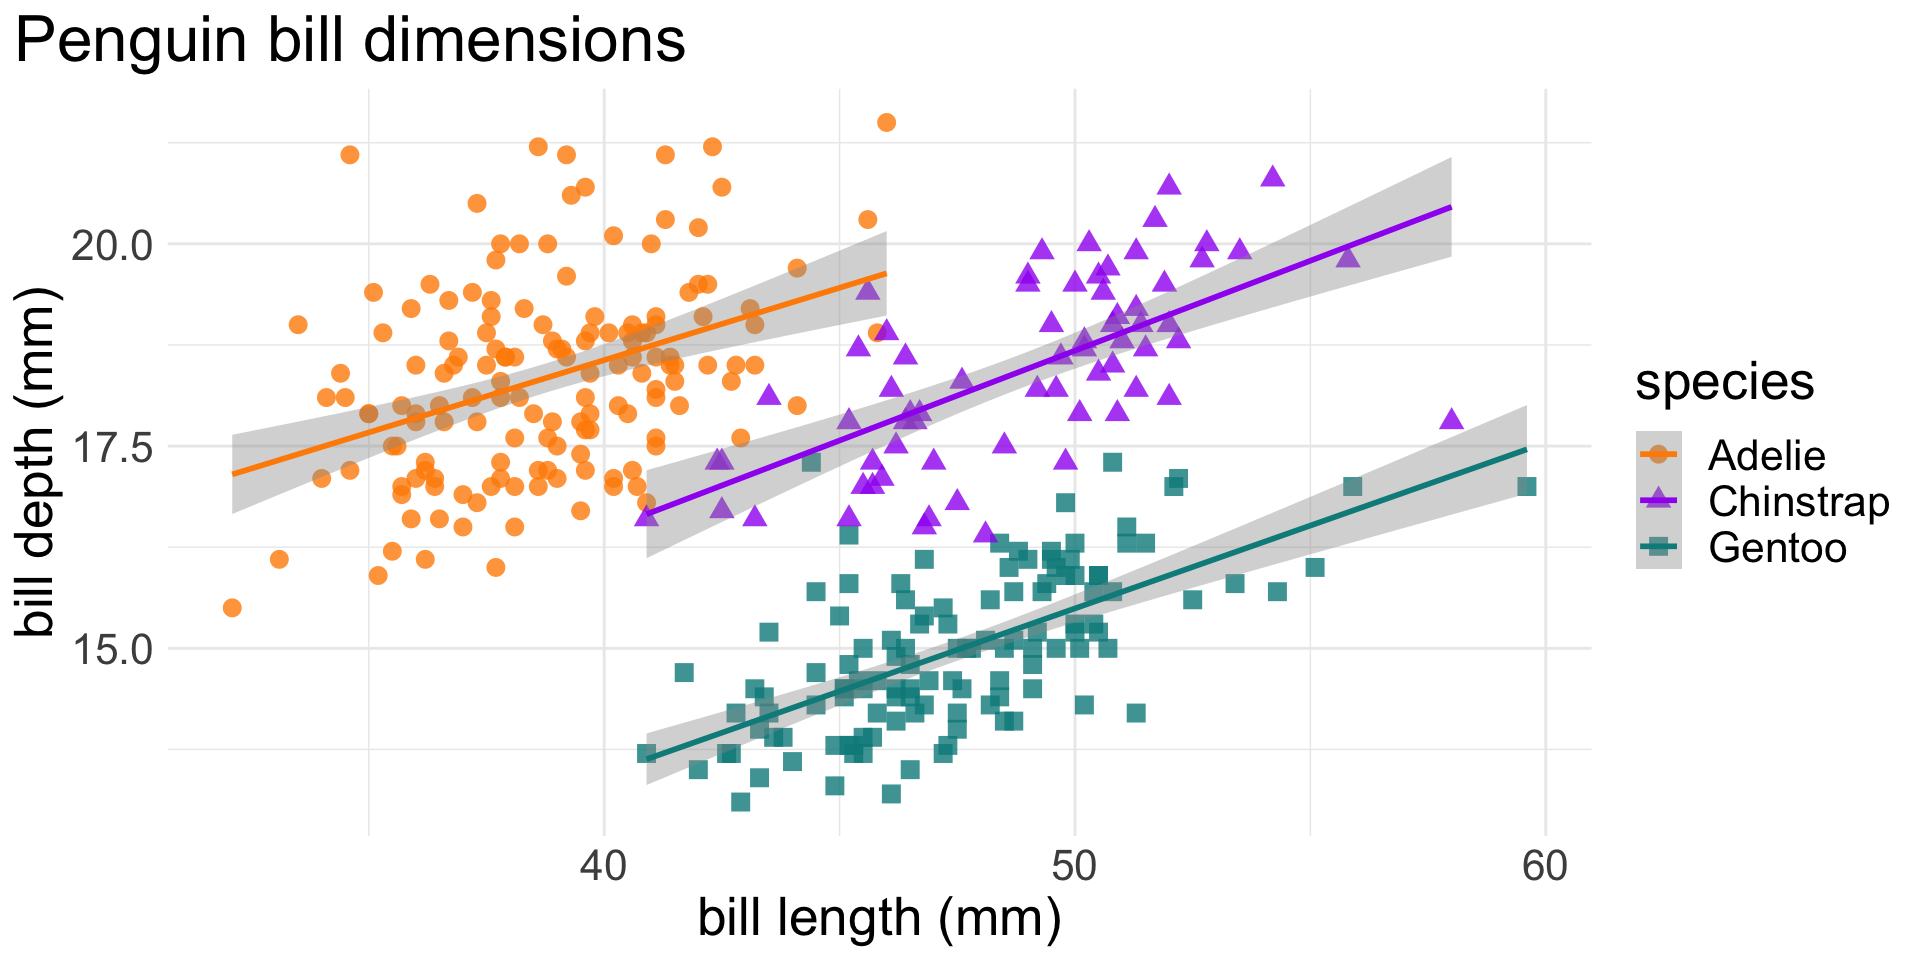 Penguin bill dimensions
bill depth (mm)
20.0
17.5
15.0
40 50 60
bill length (mm)
species
Adelie
Chinstrap
Gentoo